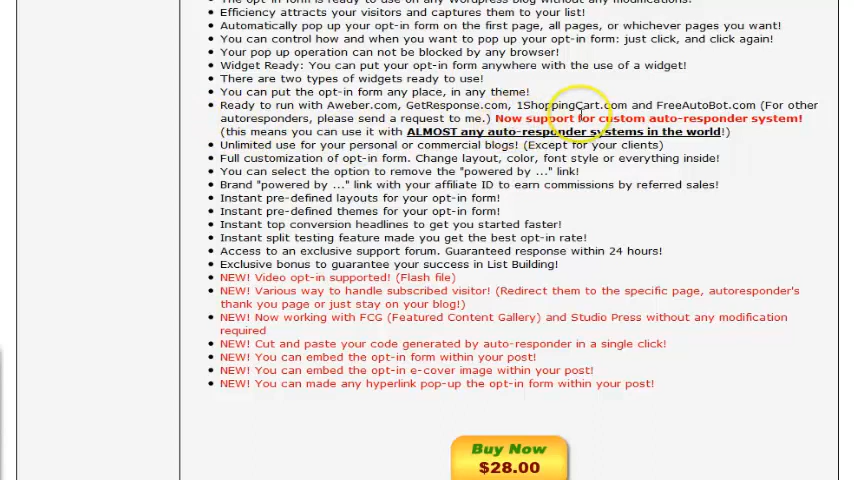 Efficiency attracts your visitors and captures them to your list!
Automatically pop up your opt-in form on the first page, all pages, or whichever pages you want!
You can control how and when you want to pop up your opt-in form: just click, and click again!
Your pop up operation can not be blocked by any browser!
Widget Ready: You can put your opt-in form anywhere with the use of a widget!
There are two types of widgets ready to use!
You can put the opt-in form any place, in any theme!
Ready to run with Aweber.com, GetResponse.com, 1ShoppingCart.com and FreeAutoBot.com (For other
autoresponders, please send a request to me.) Now support for custom auto-responder system!
(this means you can use it with ALMOST any auto-responder systems in the world!)
Unlimited use for your personal or commercial blogs! (Except for your clients)
Full customization of opt-in form. Change layout, color, font style or everything inside!
You can select the option to remove the "powered by ..." link!
Brand "powered by ..." link with your affiliate ID to earn commissions by referred sales!
Instant pre-defined layouts for your opt-in form!
Instant pre-defined themes for your opt-in form!
Instant top conversion headlines to get you started faster!
Instant split testing feature made you get the best opt-in rate!
Access to an exclusive support forum. Guaranteed response within 24 hours!
Exclusive bonus to guarantee your success in List Building!
NEW! Video opt-in supported! (Flash file)
NEW! Various way to handle subscribed visitor! (Redirect them to the specific page, autoresponder's
thank you page or just stay on your blog!)
NEW! Now working with FCG (Featured Content Gallery) and Studio Press without any modification
required
NEW! Cut and paste your code generated by auto-responder in a single click!
NEW! You can embed the opt-in form within your post!
NEW! You can embed the opt-in e-cover image within your post!
NEW! You can made any hyperlink pop-up the opt-in form within your post!
Buy Now
$28.00